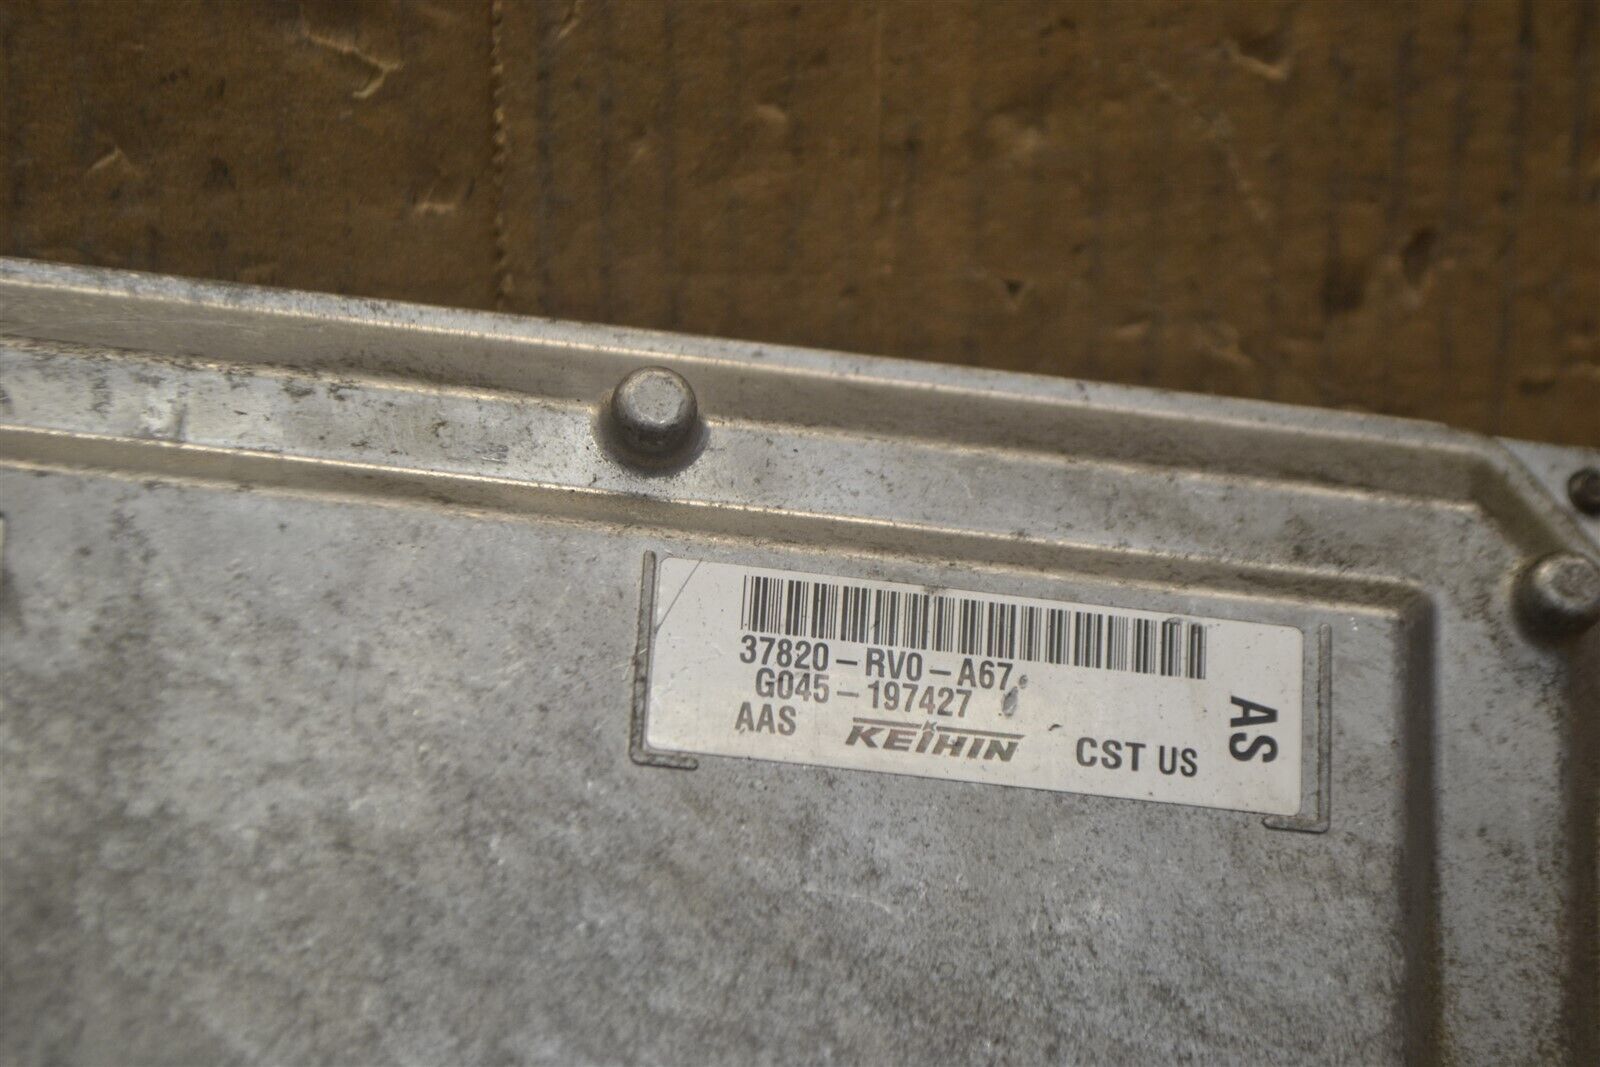 37820-RV0-A67
G045-197427
AAS KEIHIN CST US
AS